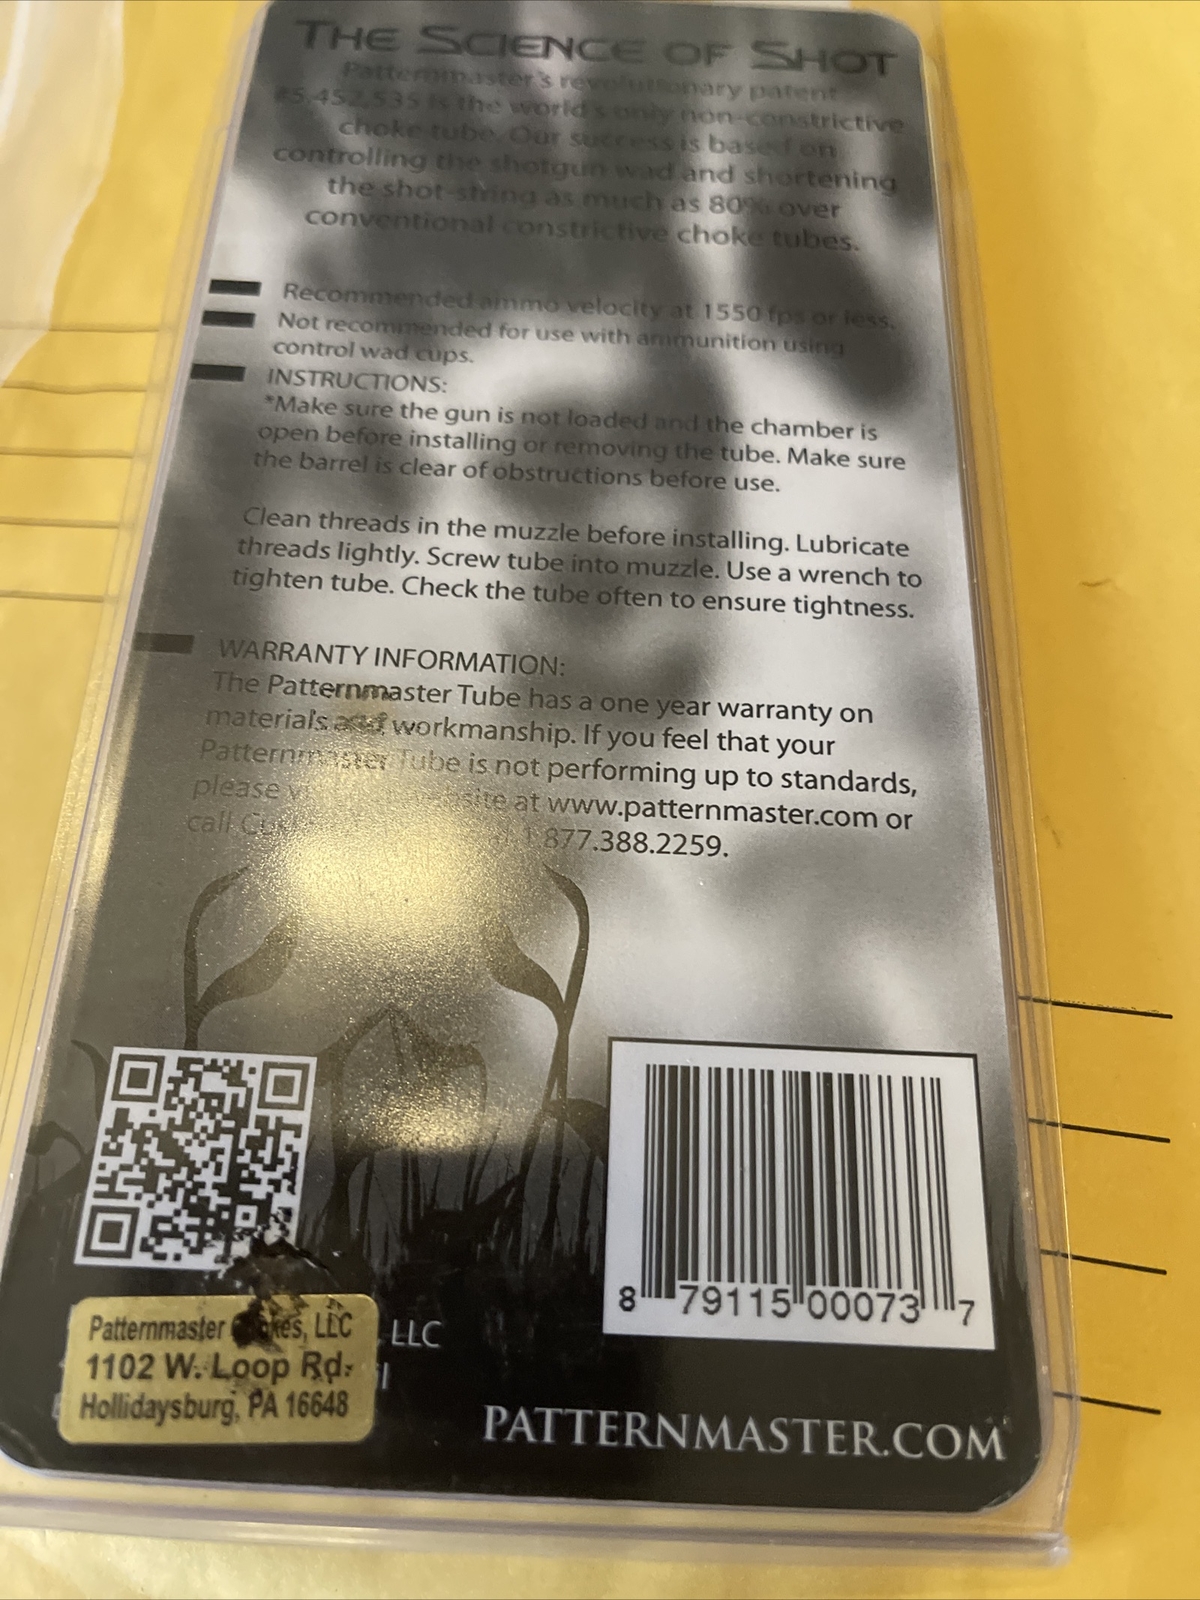 THE SCIENCE OF SHOT
Patternmaster's revolutionary patent
#5,452,535 is the world's only non-constrictive
choke tube. Our success is based on
controlling the shotgun wad and shortening
the shot-string as much as 80% over
conventional constrictive choke tubes.
Recommended ammo velocity at 1550 fps or less.
Not recommended for use with ammunition using
control wad cups.
INSTRUCTIONS:
*Make sure the gun is not loaded and the chamber is
open before installing or removing the tube. Make sure
the barrel is clear of obstructions before use.
Clean threads in the muzzle before installing. Lubricate
threads lightly. Screw tube into muzzle. Use a wrench to
tighten tube. Check the tube often to ensure tightness.
WARRANTY INFORMATION:
The Patternmaster Tube has a one year warranty on
materials and workmanship. If you feel that your
Patternmaster Tube is not performing up to standards,
please website at www.patternmaster.com or
call 1.877.388.2259.
8 79115 00073 7
Patternmaster LLC
LLC
1102 W. Loop Rd.
Hollidaysburg, PA 16648
PATTERNMASTER.COM